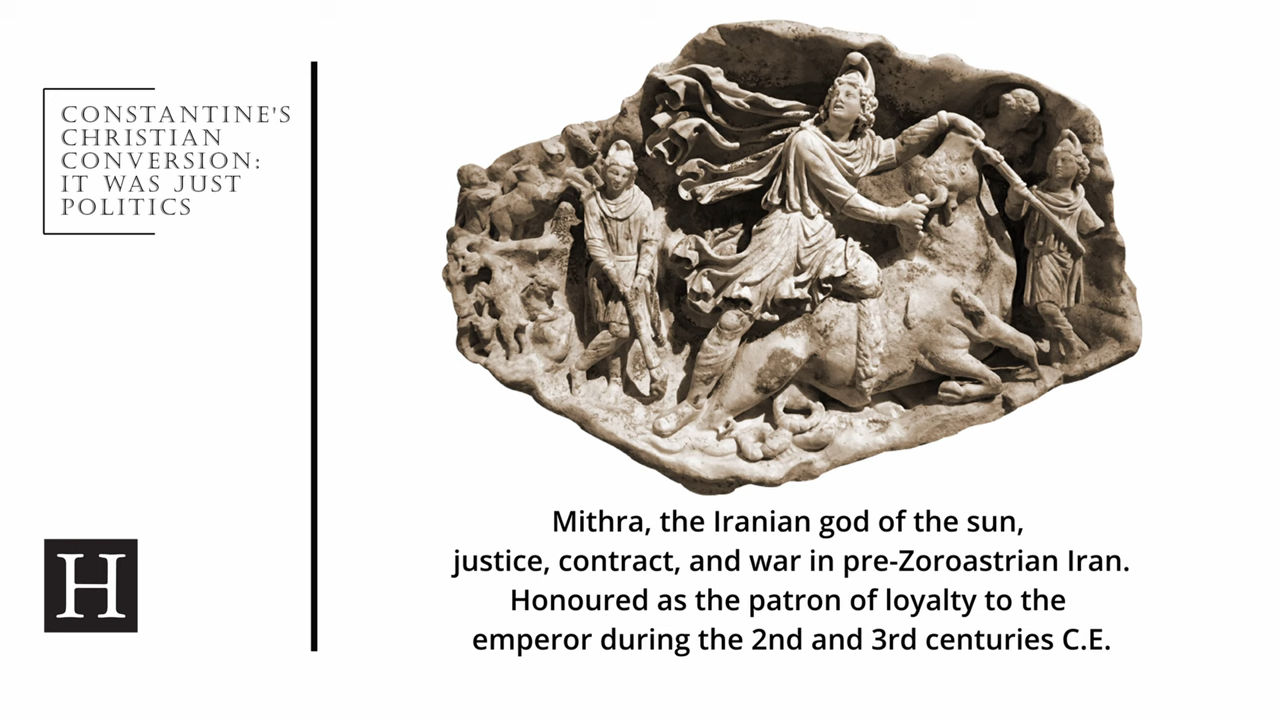 CONSTANTINE'S
CHRISTIAN
CONVERSION:
IT WAS JUST
POLITICS
H
Mithra, the Iranian god of the sun,
justice, contract, and war in pre-Zoroastrian Iran.
Honoured as the patron of loyalty to the
emperor during the 2nd and 3rd centuries C.E.